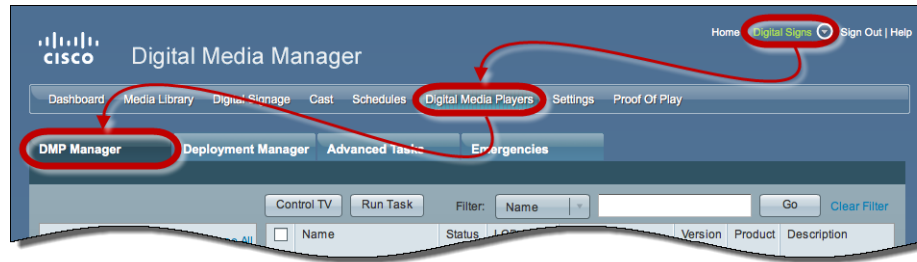 Home Digital Signs Sign Out | Help
CISCO Digital Media Manager
Dashboard Media Library Digital Signage Cast Schedules Digital Media Players Settings Proof Of Play
DMP Manager Deployment Manager Advanced Tasks Emergencies
Control TV Run Task Filter: Name Go Clear Filter
All Name Status Version Product Description